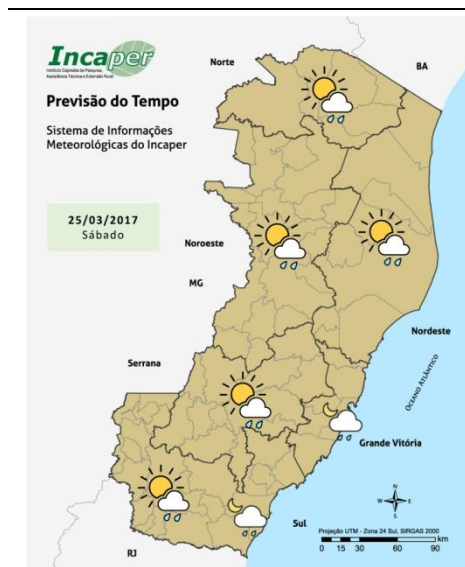 Incaper
Instituto Capixaba de Pesquisa,
Assistência Técnica e Extensão Rural
Previsão do Tempo
Sistema de Informações
Meteorológicas do Incaper
25/03/2017
Sábado
Norte
BA
Noroeste
MG
Nordeste
Serrana
OCEANO ATLÂNTICO
Grande Vitória
Sul
RJ
N
W
E
S
Projeção UTM - Zona 24 Sul, SIRGAS 2000
km
0 15 30 60 90